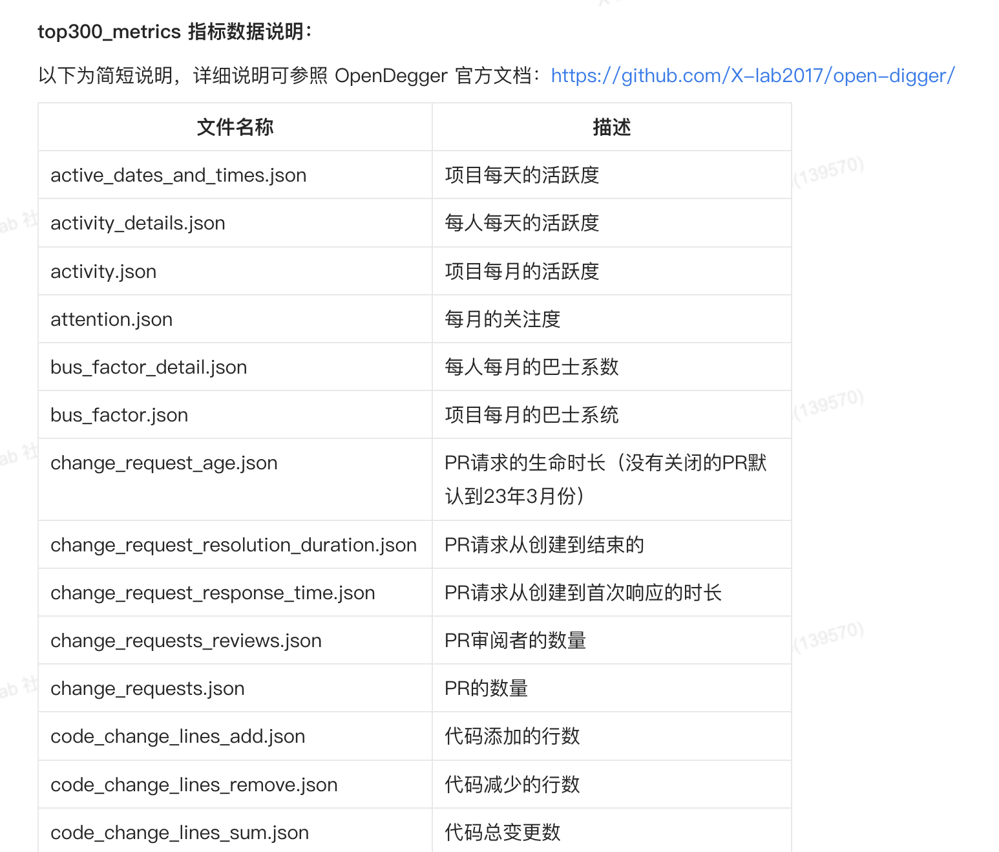 top300_metrics 指标数据说明：
以下为简短说明，详细说明可参照 OpenDegger 官方文档：https://github.com/X-lab2017/open-digger/
文件名称 描述
active_dates_and_times.json 项目每天的活跃度
(139570)
activity_details.json 每人每天的活跃度
ab 社
activity.json 项目每月的活跃度
attention.json 每月的关注度
bus_factor_detail.json 每人每月的巴士系数
bus_factor.json 项目每月的巴士系统
(139570)
change_request_age.json PR请求的生命时长（没有关闭的PR默
ab 社
认到23年3月份）
change_request_resolution_duration.json PR请求从创建到结束的
change_request_response_time.json PR请求从创建到首次响应的时长
change_requests_reviews.json PR审阅者的数量
(139570)
change_requests.json PR的数量
ab 社
code_change_lines_add.json 代码添加的行数
code_change_lines_remove.json 代码减少的行数
code_change_lines_sum.json 代码总变更数